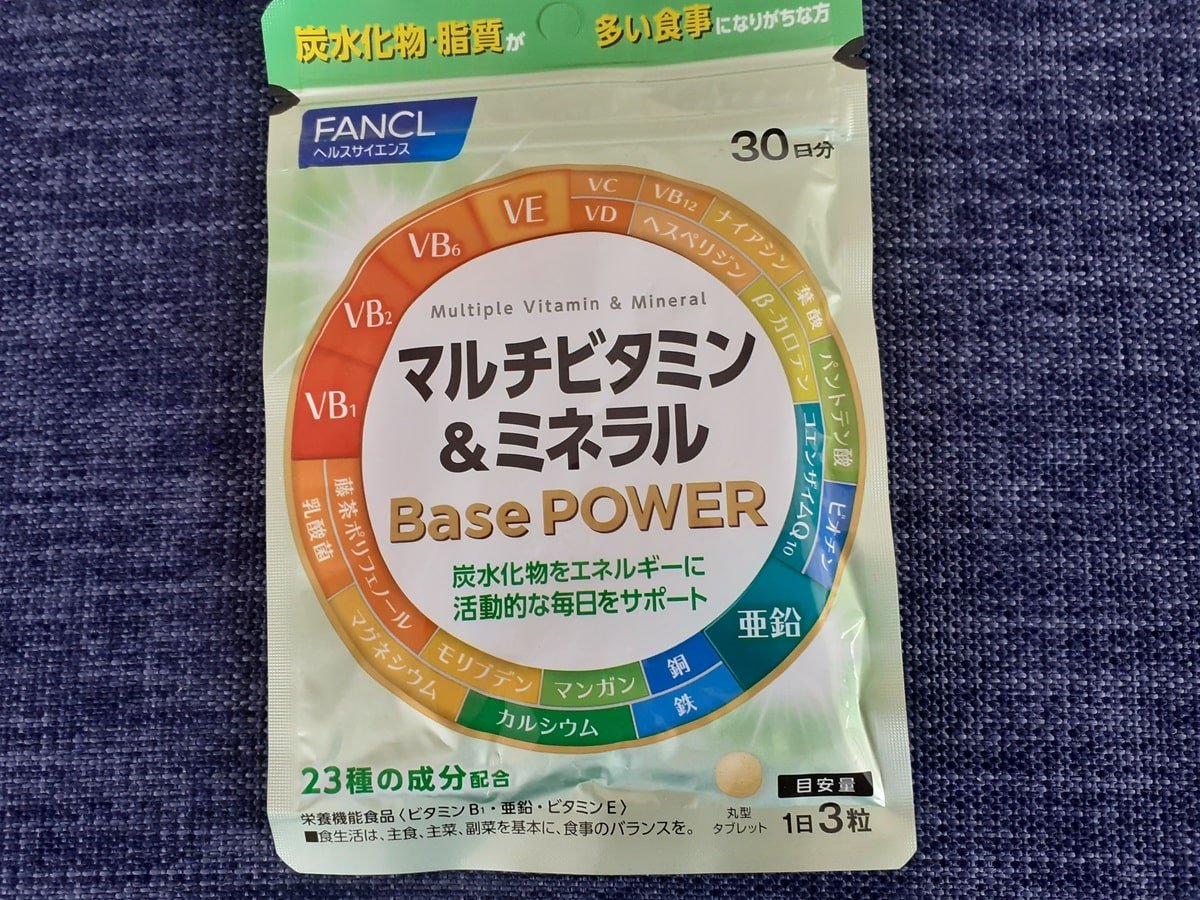 炭水化物・脂質が多い食事になりがちな方
FANCL
ヘルスサイエンス
30日分
VB1
VB2
VB6
VE
VC
VD
VB12
ヘスペリジン
ナイアシン
β-カロテン
葉酸
パントテン酸
コエンザイムQ10
ビオチン
亜鉛
銅
鉄
マンガン
カルシウム
モリブデン
マグネシウム
藤茶ポリフェノール
乳酸菌
Multiple Vitamin & Mineral
マルチビタミン
&ミネラル
Base POWER
炭水化物をエネルギーに
活動的な毎日をサポート
23種の成分配合
栄養機能食品〈ビタミンB1・亜鉛・ビタミンE〉
■食生活は、主食、主菜、副菜を基本に、食事のバランスを。
丸型
タブレット
目安量
1日3粒